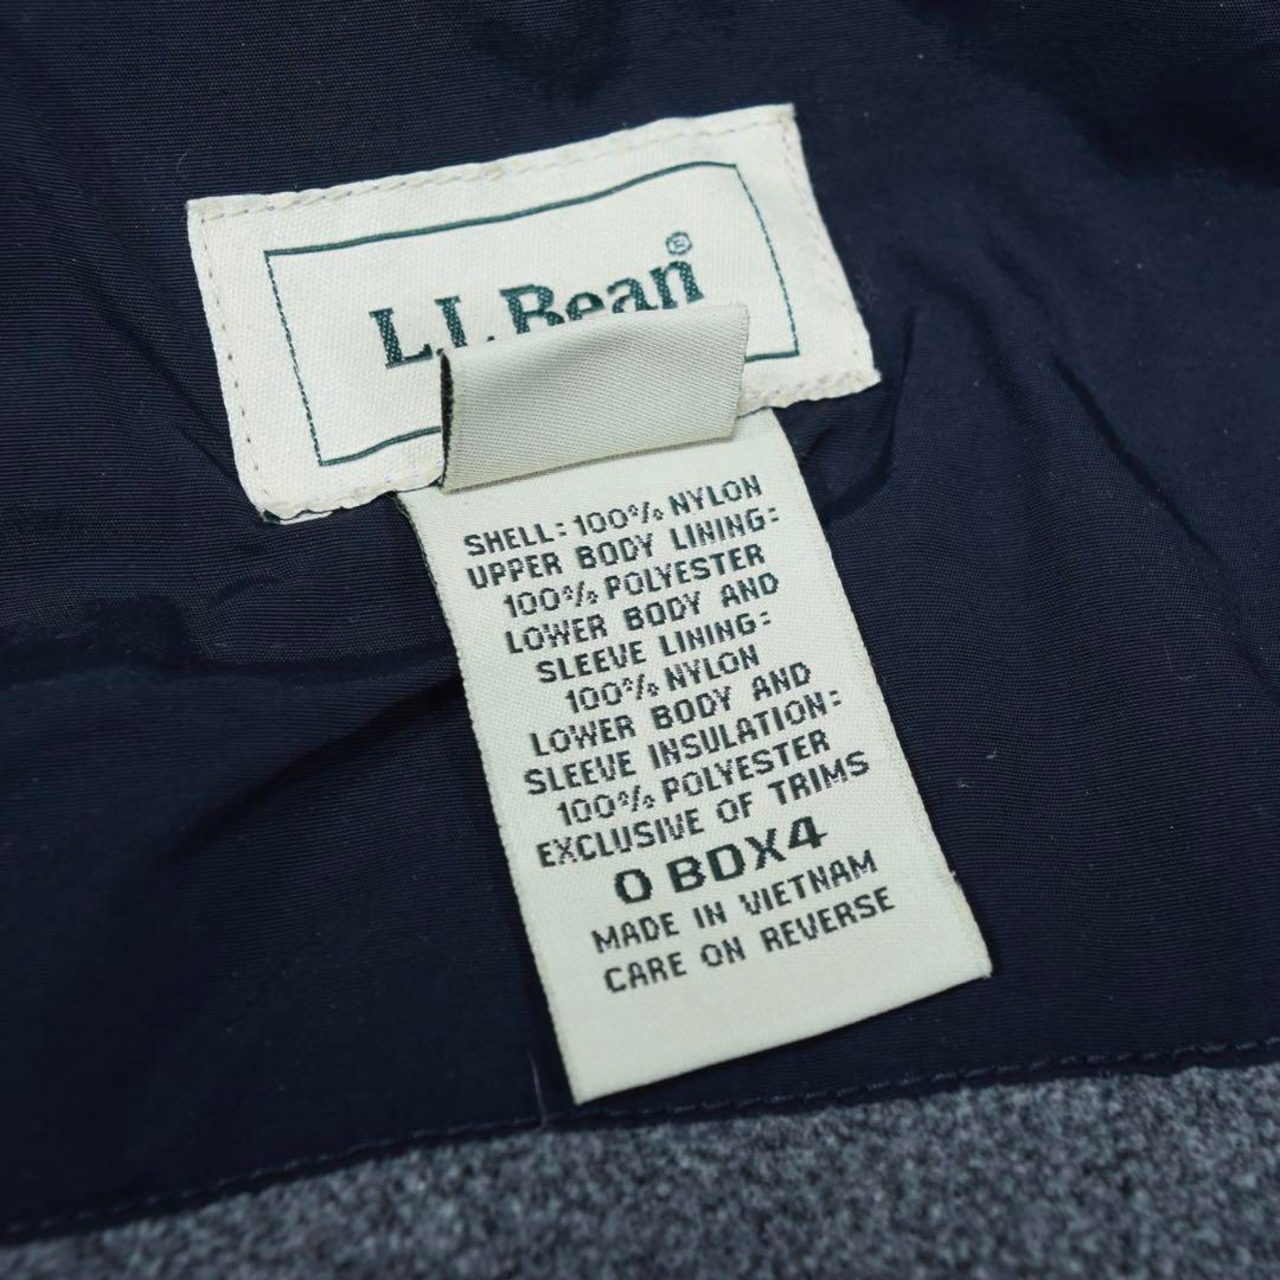 L.L.Bean®
SHELL: 100% NYLON
UPPER BODY LINING:
100% POLYESTER
LOWER BODY AND
SLEEVE LINING:
100% NYLON
LOWER BODY AND
SLEEVE INSULATION:
100% POLYESTER
EXCLUSIVE OF TRIMS
0 BDX4
MADE IN VIETNAM
CARE ON REVERSE